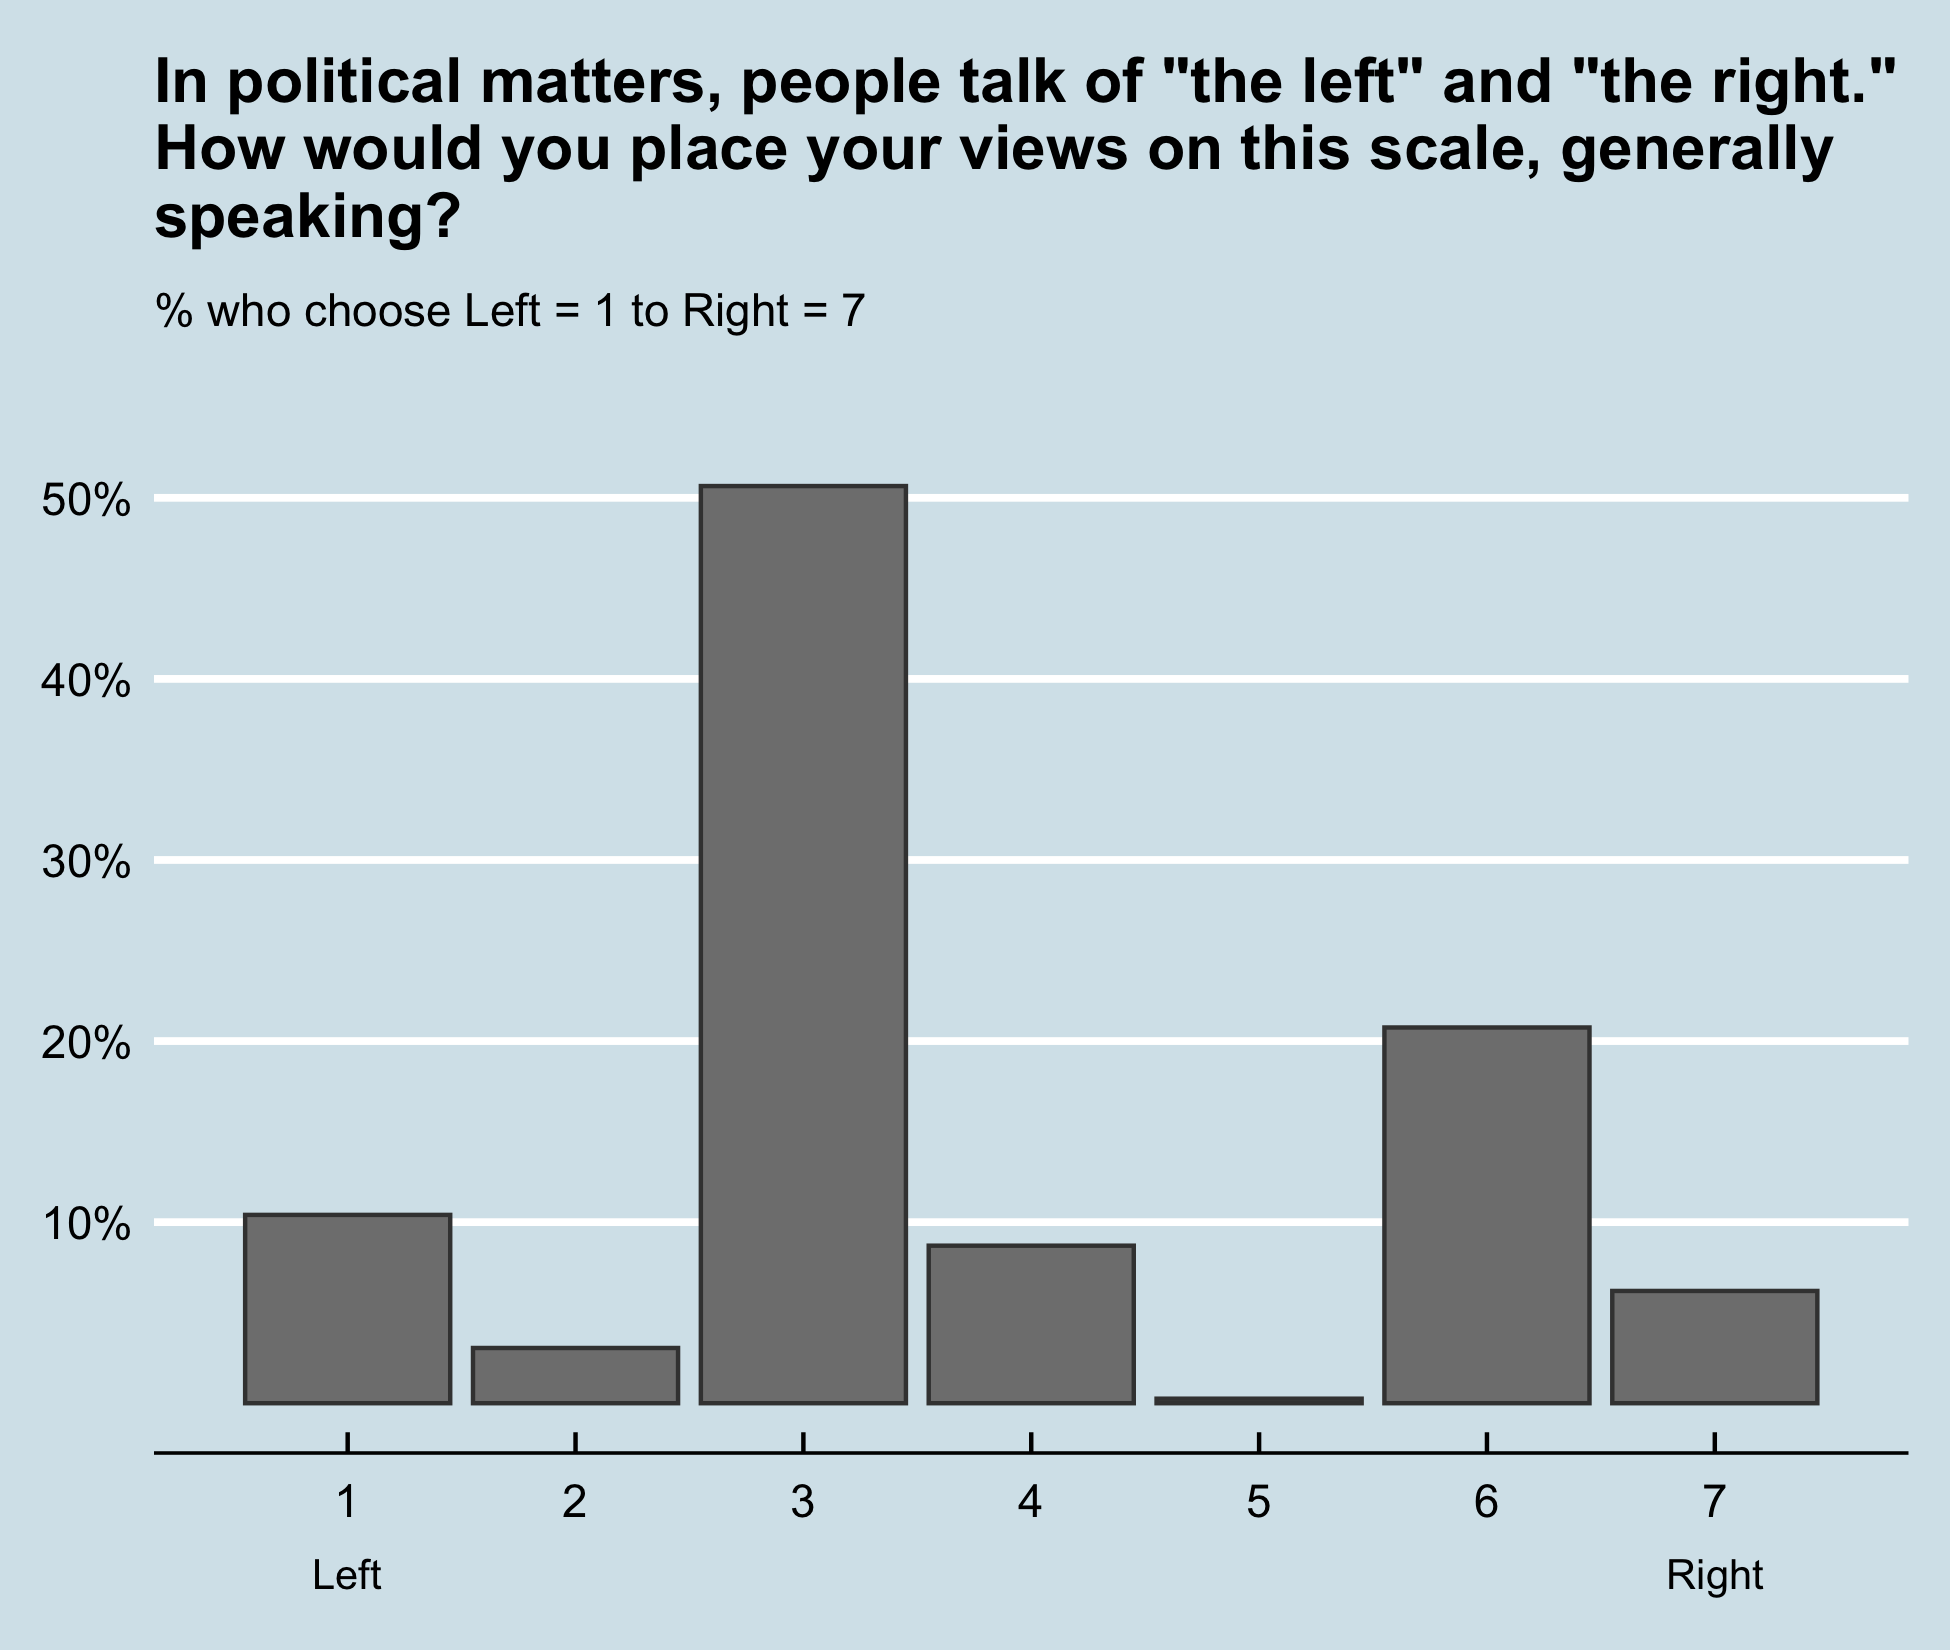 In political matters, people talk of "the left" and "the right."
How would you place your views on this scale, generally
speaking?
% who choose Left = 1 to Right = 7
50%
40%
30%
20%
10%
1 2 3 4 5 6 7
Left Right